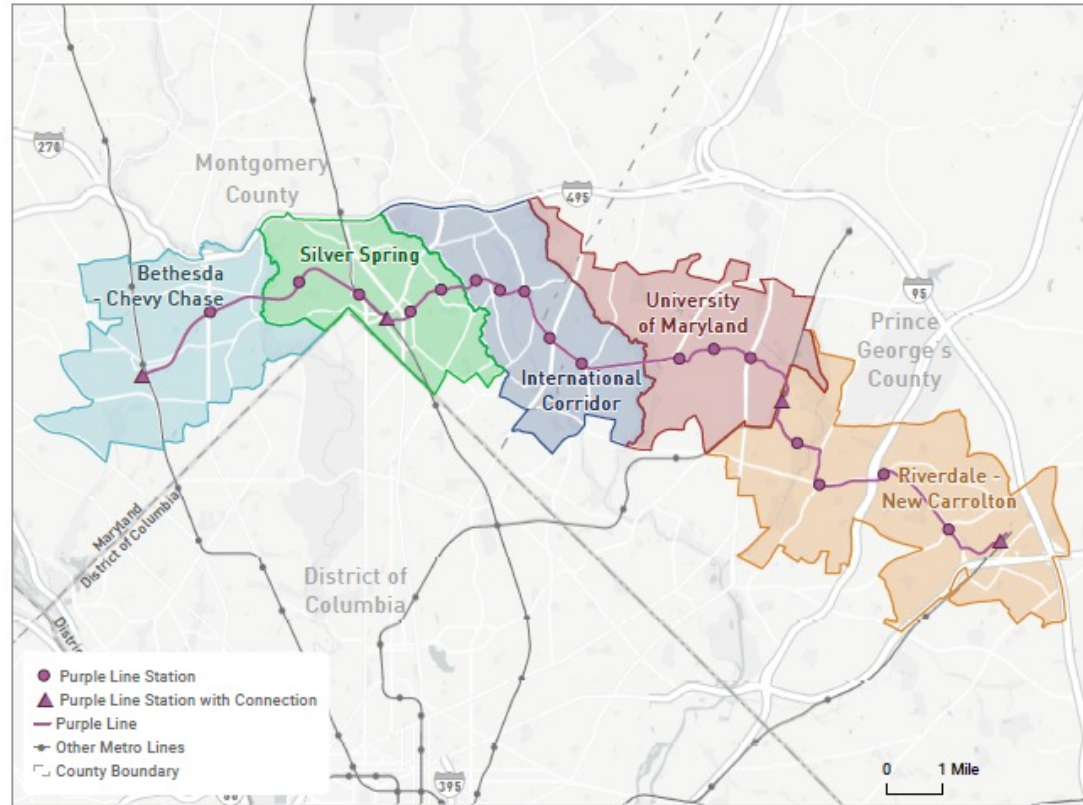 270
Montgomery
County
495
Silver Spring
Bethesda
- Chevy Chase
University
of Maryland
95
Prince
George's
County
International
Corridor
Riverdale -
New Carrolton
Maryland
District of Columbia
District of
Columbia
Distric
Purple Line Station
Purple Line Station with Connection
Purple Line
Other Metro Lines
County Boundary
395
0 1 Mile